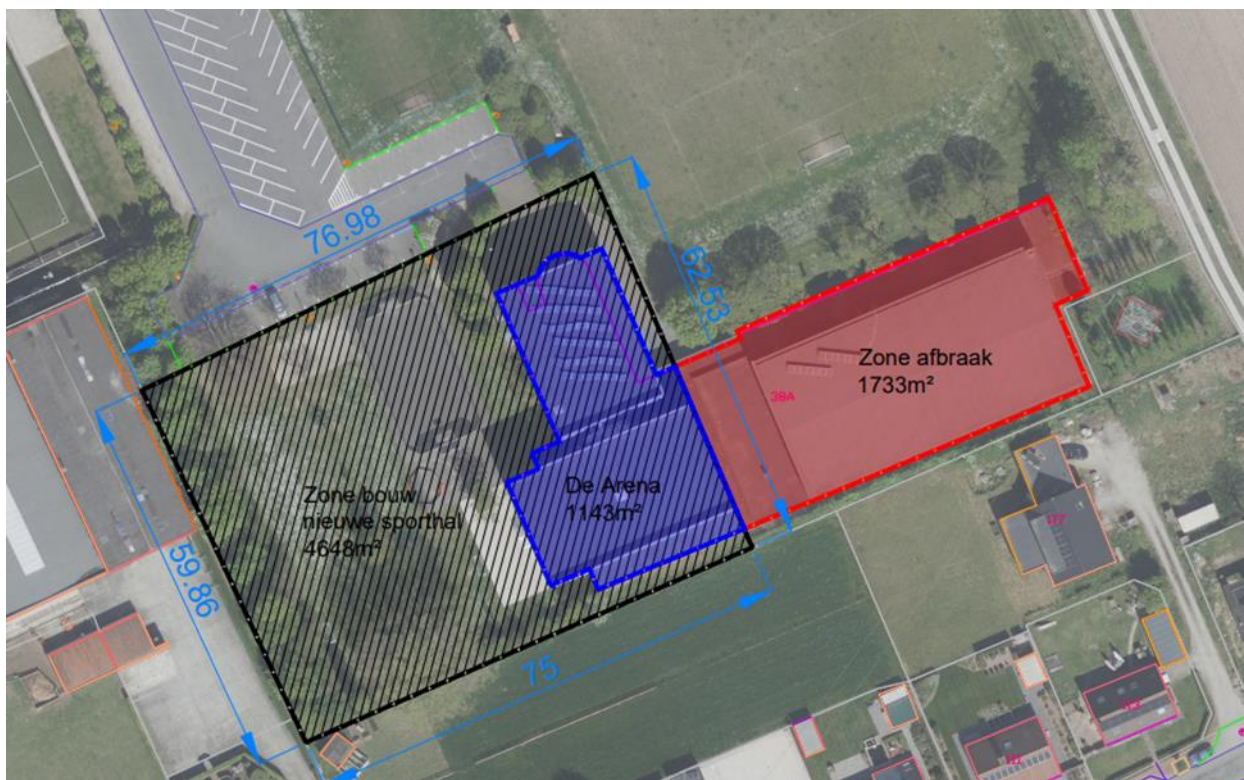 76.98
62.53
Zone afbraak
1733m²
38A
De Arena
1143m²
Zone bouw
nieuwe sporthal
4648m²
59.86
75